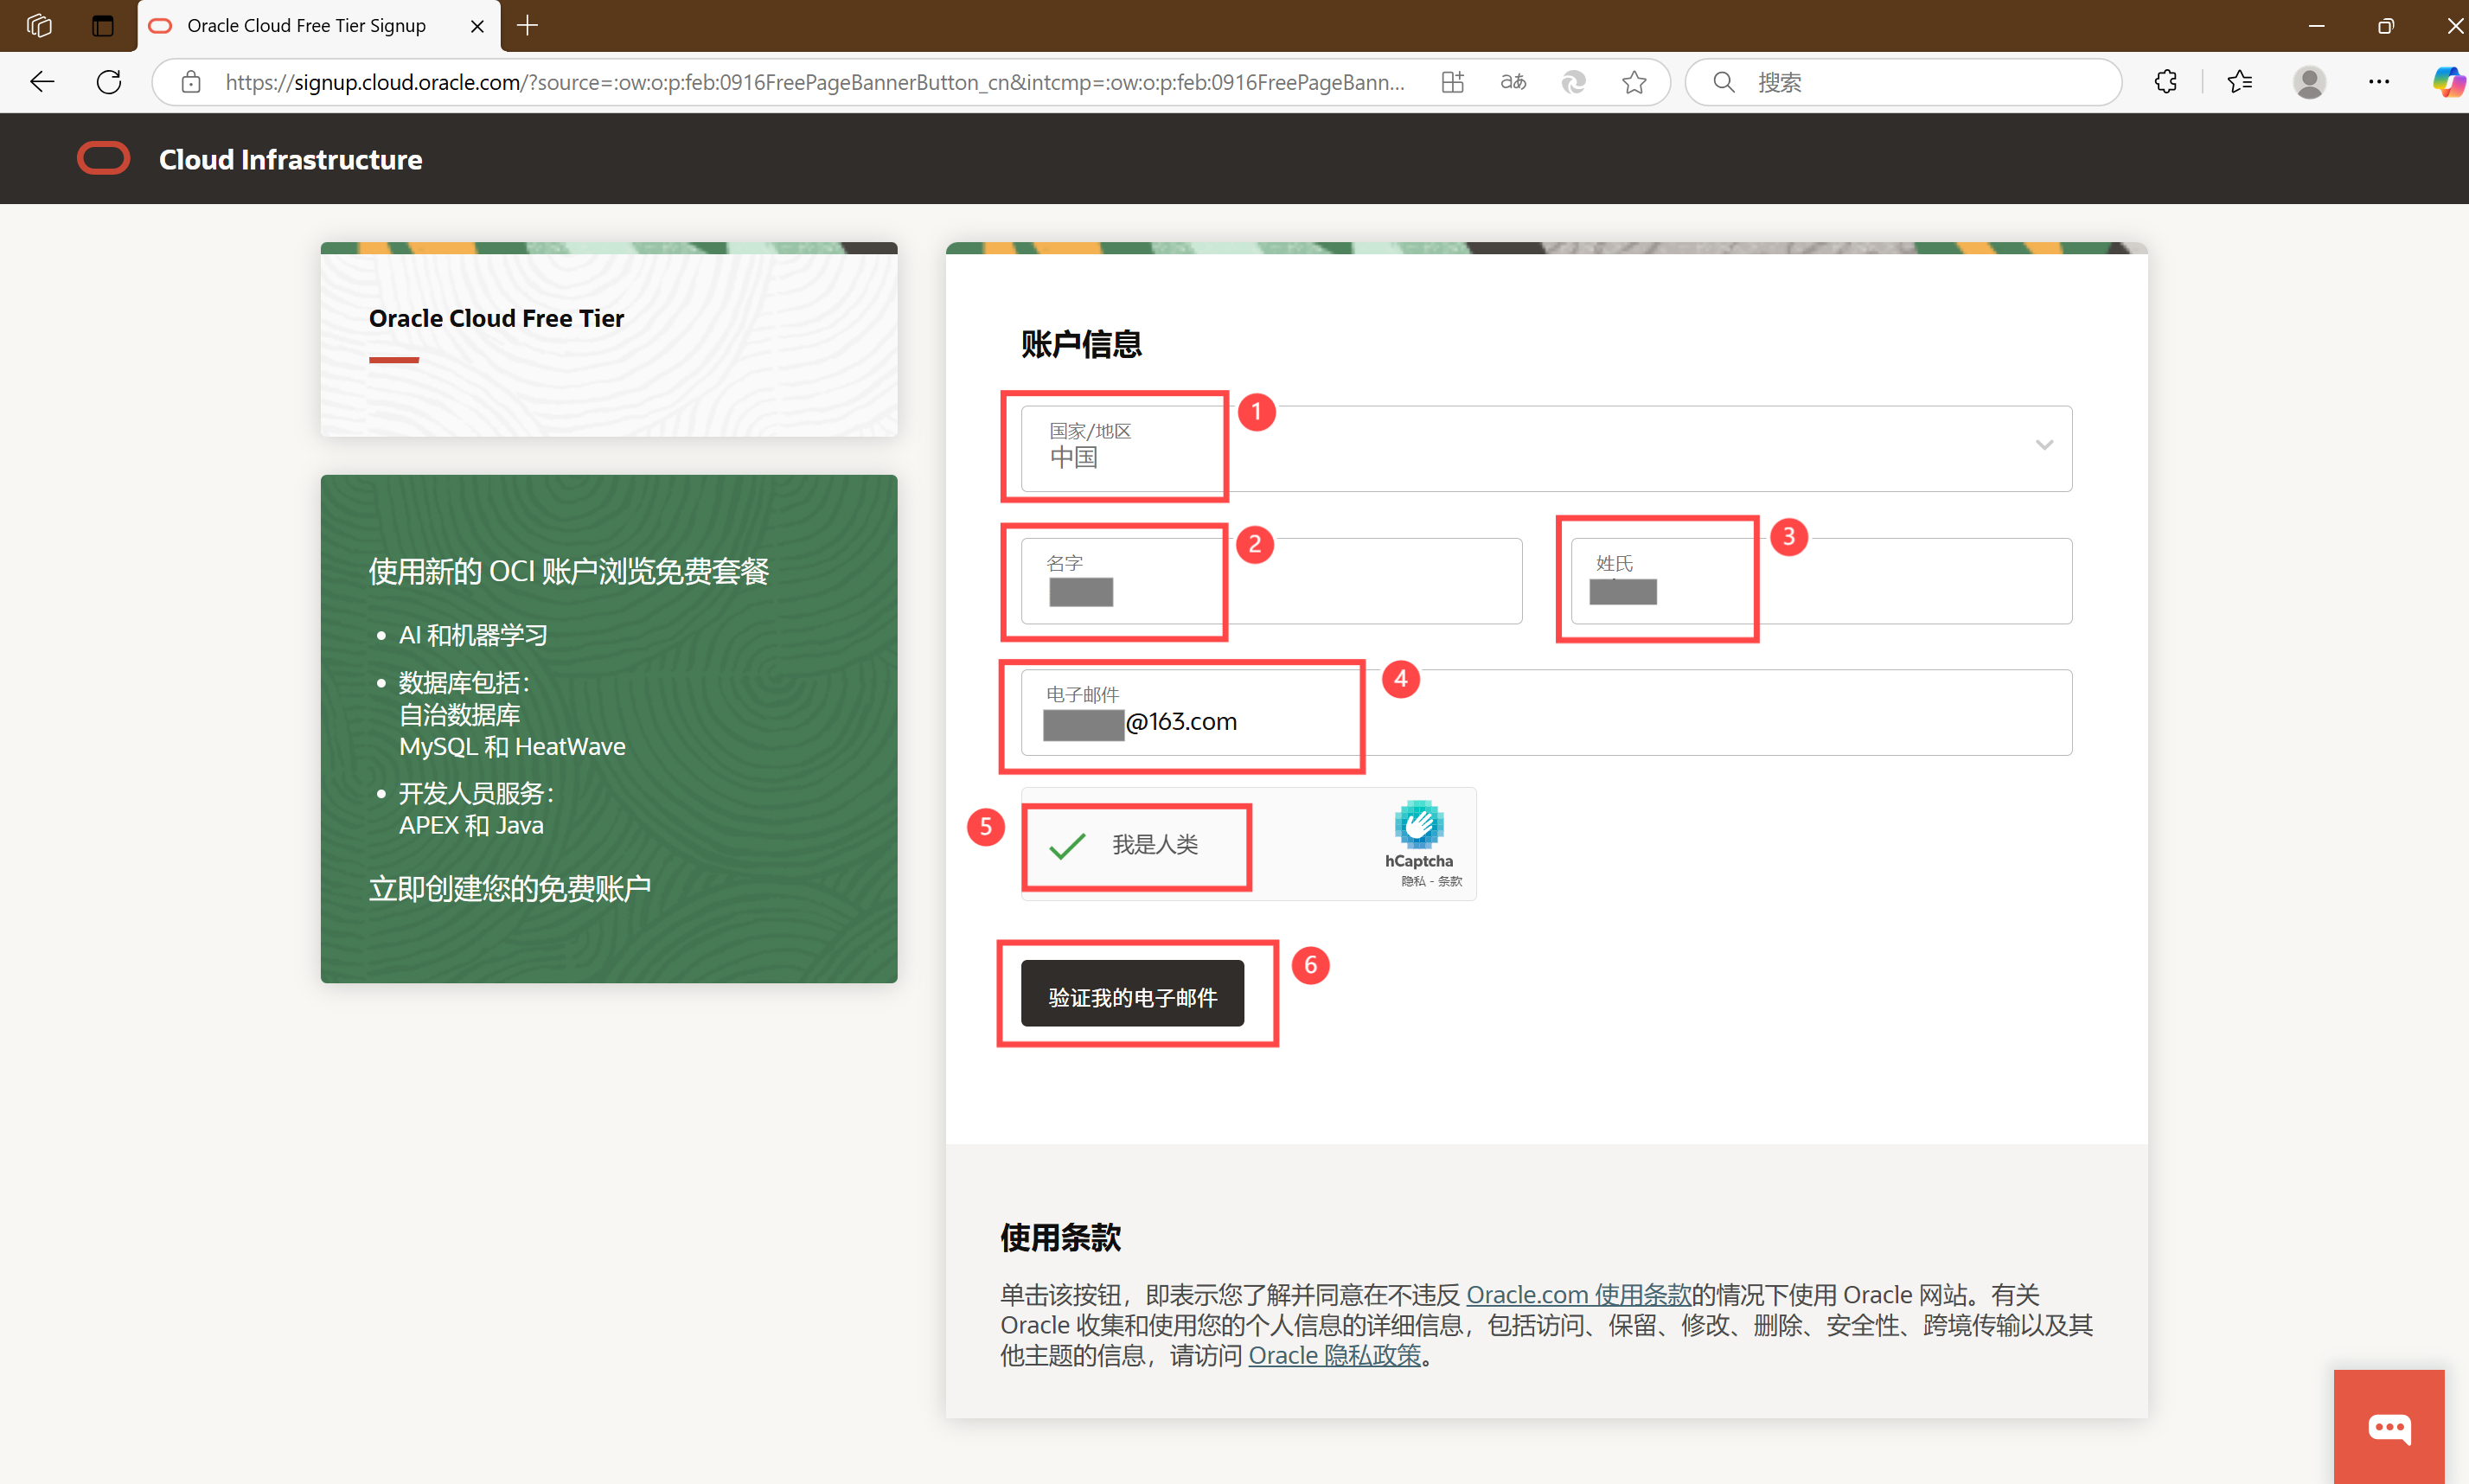 Oracle Cloud Free Tier Signup
https://signup.cloud.oracle.com/?source=:ow:o:p:feb:0916FreePageBannerButton_cn&intcmp=:ow:o:p:feb:0916FreePageBann...
aあ
搜索
Cloud Infrastructure
Oracle Cloud Free Tier
使用新的 OCI 账户浏览免费套餐
• AI 和机器学习
• 数据库包括：
自治数据库
MySQL 和 HeatWave
• 开发人员服务：
APEX 和 Java
立即创建您的免费账户
账户信息
1
国家/地区
中国
2
名字
3
姓氏
4
电子邮件
@163.com
5
我是人类
hCaptcha
隐私 - 条款
6
验证我的电子邮件
使用条款
单击该按钮，即表示您了解并同意在不违反 Oracle.com 使用条款的情况下使用 Oracle 网站。有关
Oracle 收集和使用您的个人信息的详细信息，包括访问、保留、修改、删除、安全性、跨境传输以及其
他主题的信息，请访问 Oracle 隐私政策。